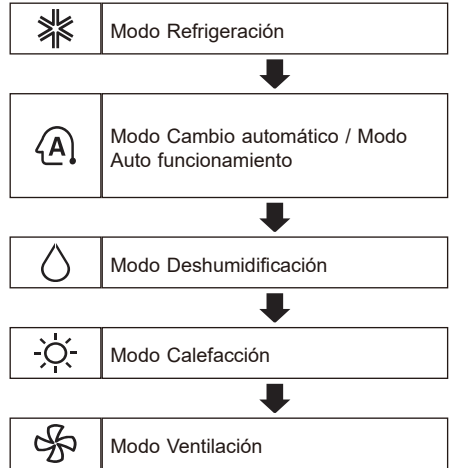 Modo Refrigeración
A
Modo Cambio automático / Modo
Auto funcionamiento
Modo Deshumidificación
Modo Calefacción
Modo Ventilación